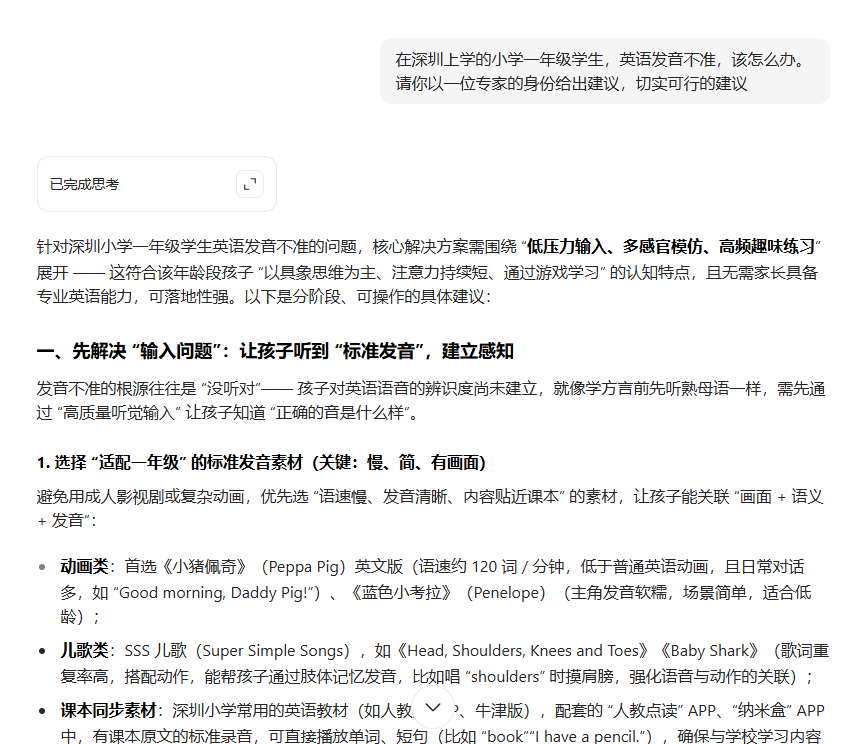 在深圳上学的小学一年级学生，英语发音不准，该怎么办。
请你以一位专家的身份给出建议，切实可行的建议
已完成思考
针对深圳小学一年级学生英语发音不准的问题，核心解决方案需围绕 “低压力输入、多感官模仿、高频趣味练习”
展开 —— 这符合该年龄段孩子 “以具象思维为主、注意力持续短、通过游戏学习” 的认知特点，且无需家长具备
专业英语能力，可落地性强。以下是分阶段、可操作的具体建议：
一、先解决 “输入问题”：让孩子听到 “标准发音”，建立感知
发音不准的根源往往是 “没听对”—— 孩子对英语语音的辨识度尚未建立，就像学方言前先听熟母语一样，需先通
过 “高质量听觉输入” 让孩子知道 “正确的音是什么样”。
1. 选择 “适配一年级” 的标准发音素材（关键：慢、简、有画面）
避免用成人影视剧或复杂动画，优先选 “语速慢、发音清晰、内容贴近课本” 的素材，让孩子能关联 “画面 + 语义
+ 发音”：
• 动画类：首选《小猪佩奇》（Peppa Pig）英文版（语速约 120 词 / 分钟，低于普通英语动画，且日常对话
多，如 “Good morning, Daddy Pig!”）、《蓝色小考拉》（Penelope）（主角发音软糯，场景简单，适合低
龄）；
• 儿歌类：SSS 儿歌（Super Simple Songs），如《Head, Shoulders, Knees and Toes》《Baby Shark》（歌词重
复率高，搭配动作，能帮孩子通过肢体记忆发音，比如唱 “shoulders” 时摸肩膀，强化语音与动作的关联）；
• 课本同步素材：深圳小学常用的英语教材（如人教、牛津版），配套的 “人教点读” APP、“纳米盒” APP
中，有课本原文的标准录音，可直接播放单词、短句（比如 “book”“I have a pencil.”），确保与学校学习内容